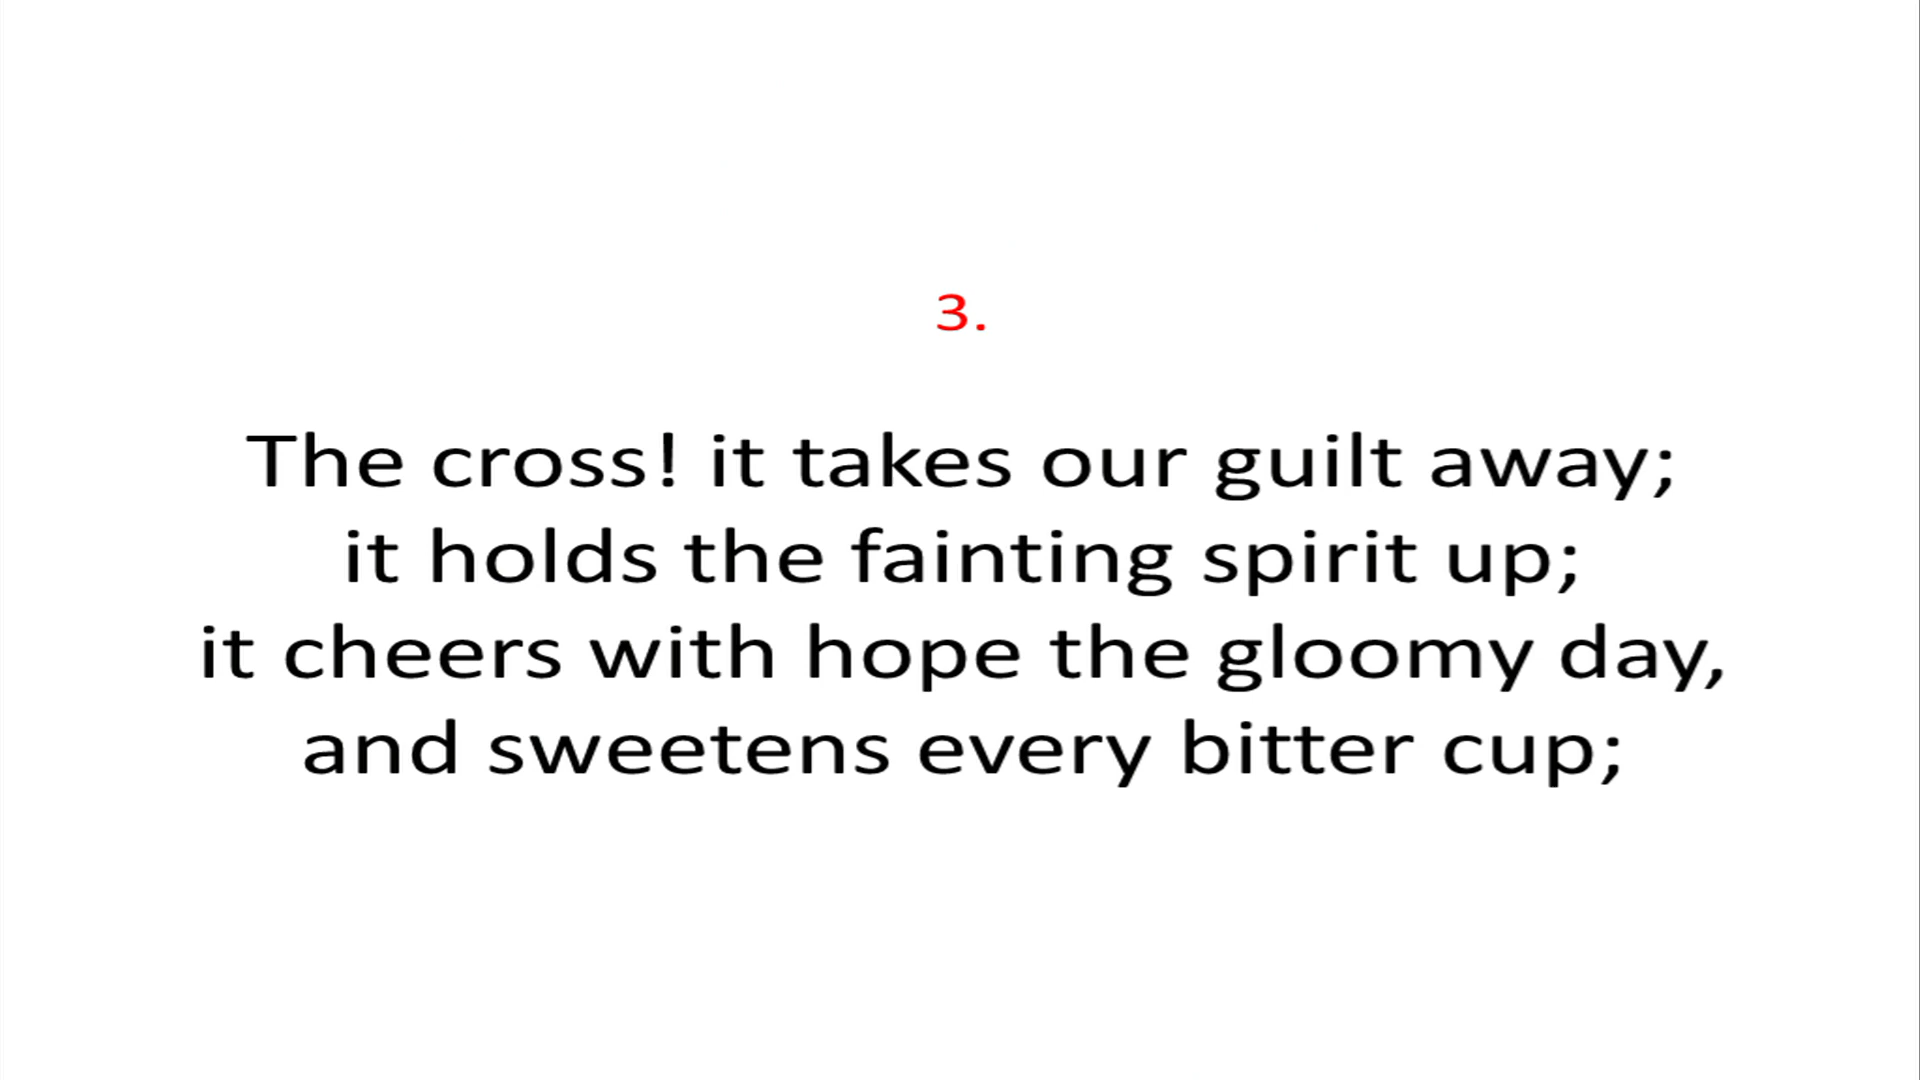 3.
The cross! it takes our guilt away;
it holds the fainting spirit up;
it cheers with hope the gloomy day,
and sweetens every bitter cup;